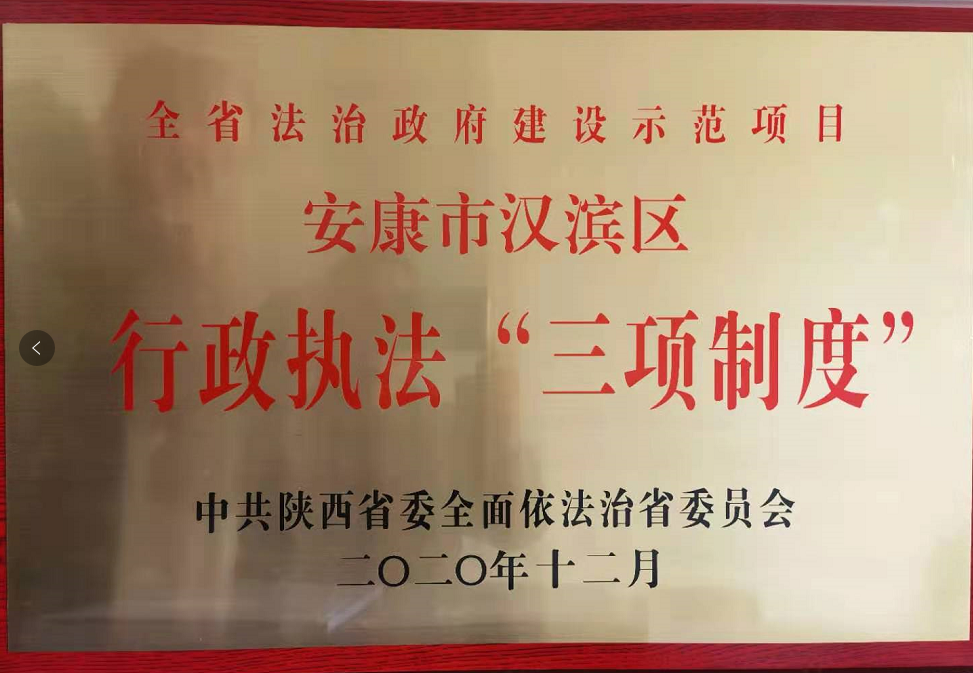 全省法治政府建设示范项目
安康市汉滨区
行政执法“三项制度”
中共陕西省委全面依法治省委员会
二〇二〇年十二月